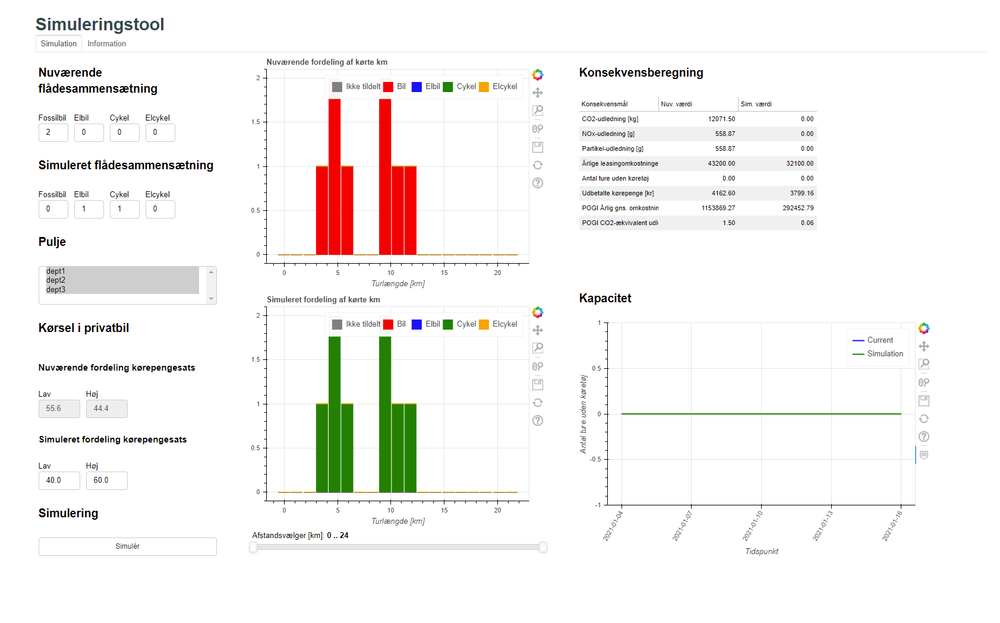 Simuleringstool
Simulation
Information
Nuværende
flådesammensætning
Fossilbil Elbil Cykel Elcykel
2 0 0 0
Simuleret flådesammensætning
Fossilbil Elbil Cykel Elcykel
0 1 1 0
Pulje
dept1
dept2
dept3
Kørsel i privatbil
Nuværende fordeling kørepengesats
Lav Høj
55.6 44.4
Simuleret fordeling kørepengesats
Lav Høj
40.0 60.0
Simulering
Simulér
Nuværende fordeling af kørte km
Ikke tildelt Bil Elbil Cykel Elcykel
2
1.5
1
0.5
0
0 5 10 15 20
Turlængde [km]
Simuleret fordeling af kørte km
Ikke tildelt Bil Elbil Cykel Elcykel
2
1.5
1
0.5
0
0 5 10 15 20
Turlængde [km]
Afstandsvælger [km]: 0 .. 24
Konsekvensberegning
Konsekvensmål Nuv. værdi Sim. værdi
CO2-udledning [kg] 12071.50 0.00
NOx-udledning [g] 558.87 0.00
Partikel-udledning [g] 558.87 0.00
Årlige leasingomkostninge 43200.00 32100.00
Antal ture uden køretøj 0.00 0.00
Udbetalte kørepenge [kr] 4162.60 3799.16
POGI Årlig gns. omkostnin 1153869.27 292452.79
POGI CO2-ækvivalent udl 1.50 0.06
Kapacitet
Current
Simulation
1
0.5
0
-0.5
-1
Antal ture uden køretøj
2021-01-04 2021-01-07 2021-01-10 2021-01-13 2021-01-16
Tidspunkt